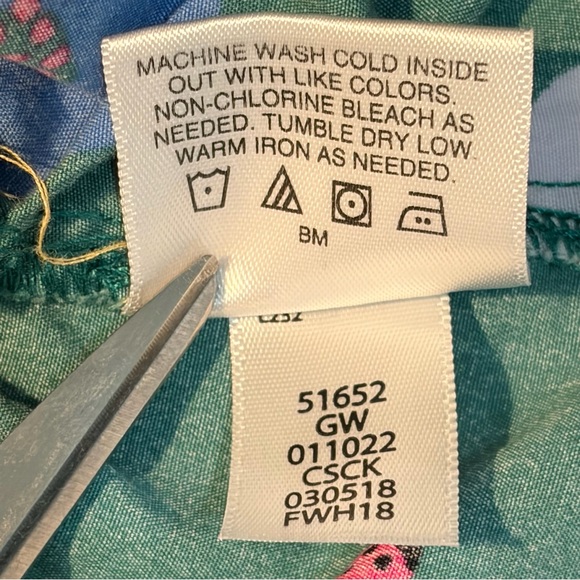 MACHINE WASH COLD INSIDE
OUT WITH LIKE COLORS.
NON-CHLORINE BLEACH AS
NEEDED. TUMBLE DRY LOW.
WARM IRON AS NEEDED.
BM
51652
GW
011022
CSCK
030518
FWH18